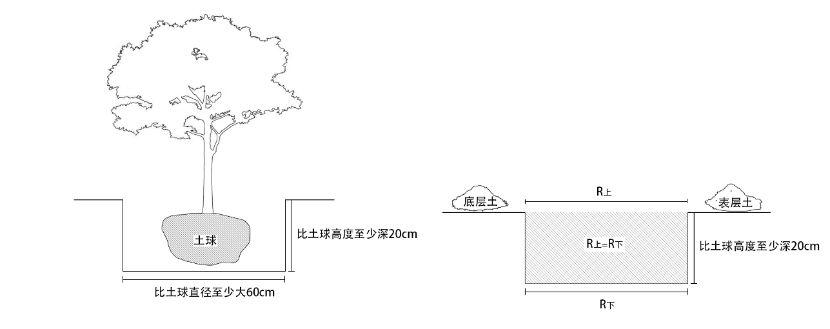 土球
比土球高度至少深20cm
比土球直径至少大60cm
底层土
R上
表层土
R上=R下
比土球高度至少深20cm
R下